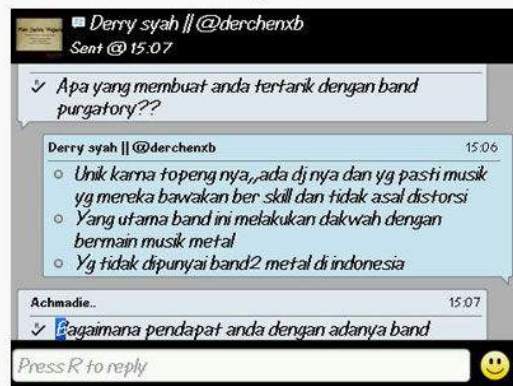 Derry syah || @derchenxb
Sent @ 15:07
Apa yang membuat anda tertarik dengan band
purgatory??
Derry syah || @derchenxb 15:06
Unik karna topeng nya,,ada dj nya dan yg pasti musik
yg mereka bawakan ber skill dan tidak asal distorsi
Yang utama band ini melakukan dakwah dengan
bermain musik metal
Yg tidak dipunyai band2 metal di indonesia
Achmadie.. 15:07
Bagaimana pendapat anda dengan adanya band
Press R to reply